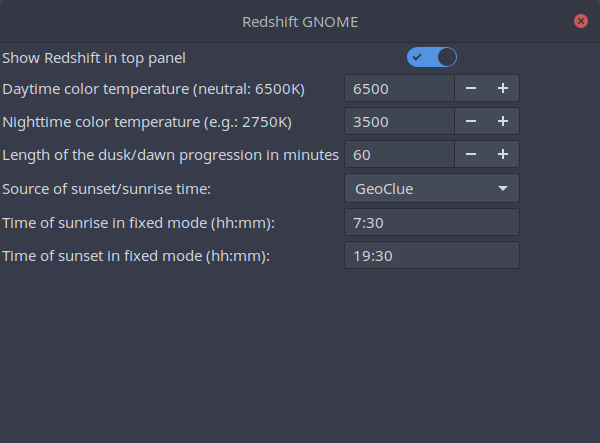 Redshift GNOME
Show Redshift in top panel
Daytime color temperature (neutral: 6500K) 6500
Nighttime color temperature (e.g.: 2750K) 3500
Length of the dusk/dawn progression in minutes 60
Source of sunset/sunrise time: GeoClue
Time of sunrise in fixed mode (hh:mm): 7:30
Time of sunset in fixed mode (hh:mm): 19:30